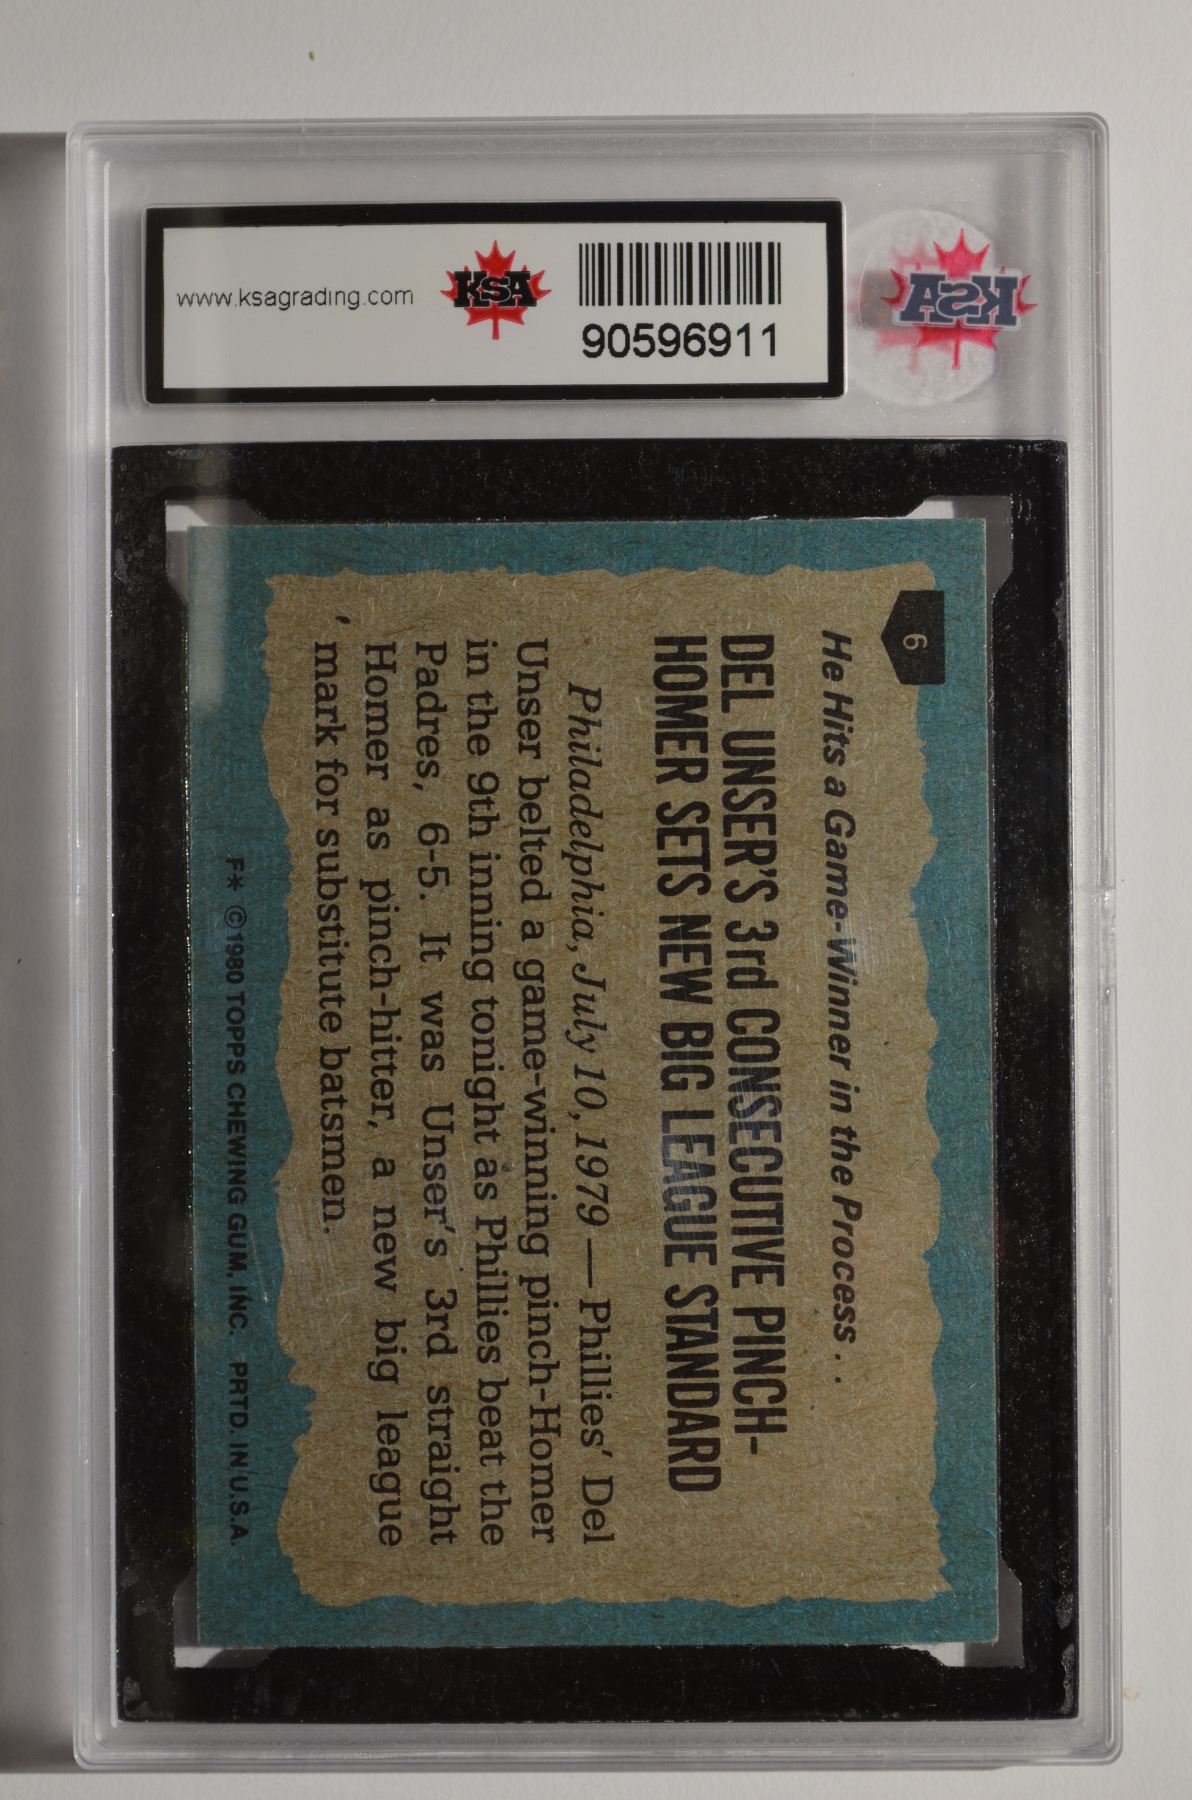 www.ksagrading.com
KSA
90596911
KSA
6
He Hits a Game-Winner in the Process . .
DEL UNSER'S 3rd CONSECUTIVE PINCH-
HOMER SETS NEW BIG LEAGUE STANDARD
Philadelphia, July 10, 1979 — Phillies' Del
Unser belted a game-winning pinch-Homer
in the 9th inning tonight as Phillies beat the
Padres, 6-5. It was Unser's 3rd straight
Homer as pinch-hitter, a new big league
mark for substitute batsmen.
F* ©1980 TOPPS CHEWING GUM, INC. PRTD. IN U.S.A.